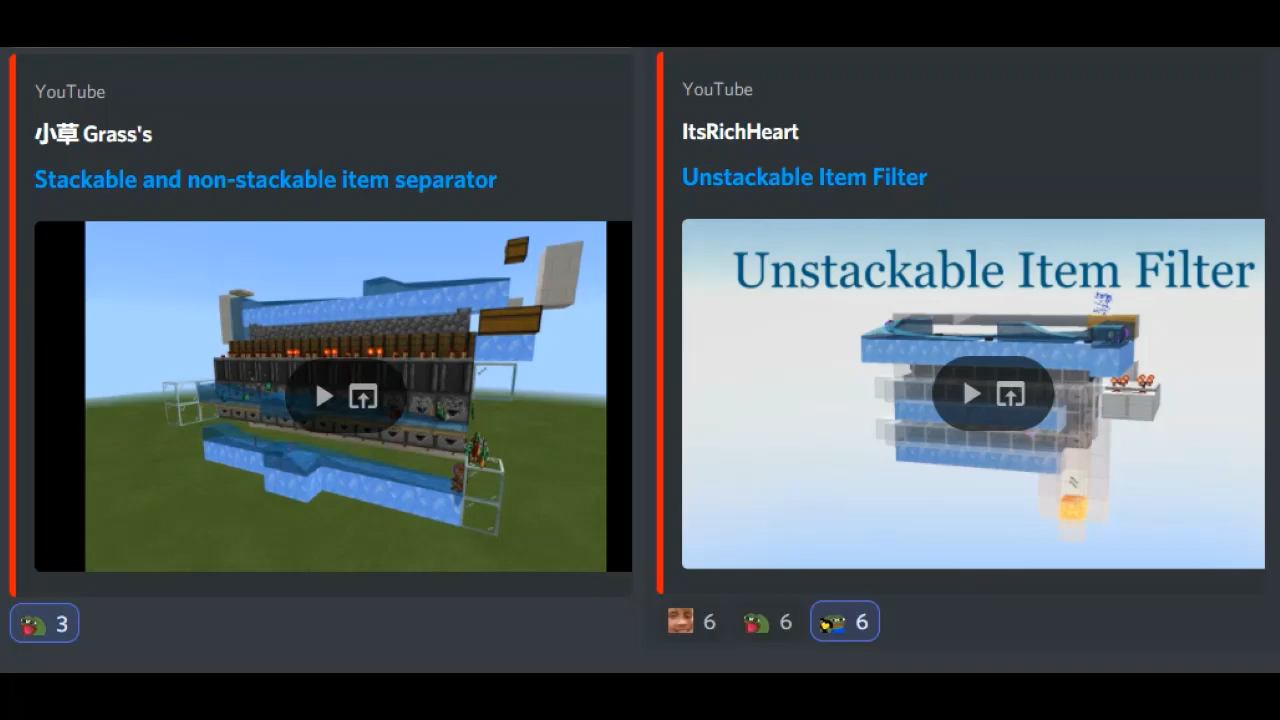 YouTube
小草 Grass's
Stackable and non-stackable item separator
3
YouTube
ItsRichHeart
Unstackable Item Filter
Unstackable Item Filter
6 6 6